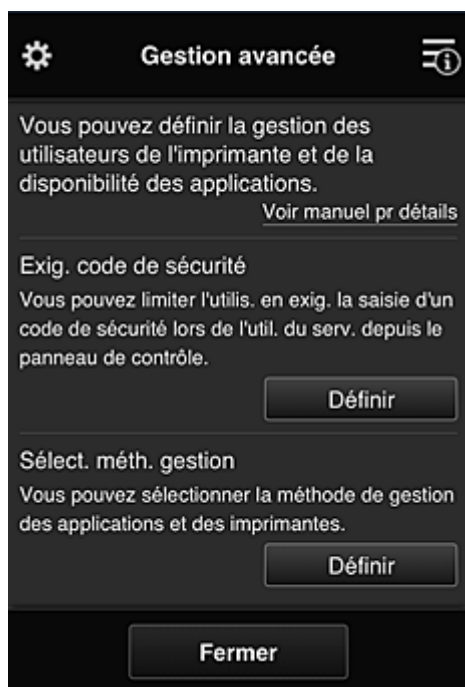 Gestion avancée
Vous pouvez définir la gestion des
utilisateurs de l'imprimante et de la
disponibilité des applications.
Voir manuel pr détails
Exig. code de sécurité
Vous pouvez limiter l'utilis. en exig. la saisie d'un
code de sécurité lors de l'util. du serv. depuis le
panneau de contrôle.
Définir
Sélect. méth. gestion
Vous pouvez sélectionner la méthode de gestion
des applications et des imprimantes.
Définir
Fermer